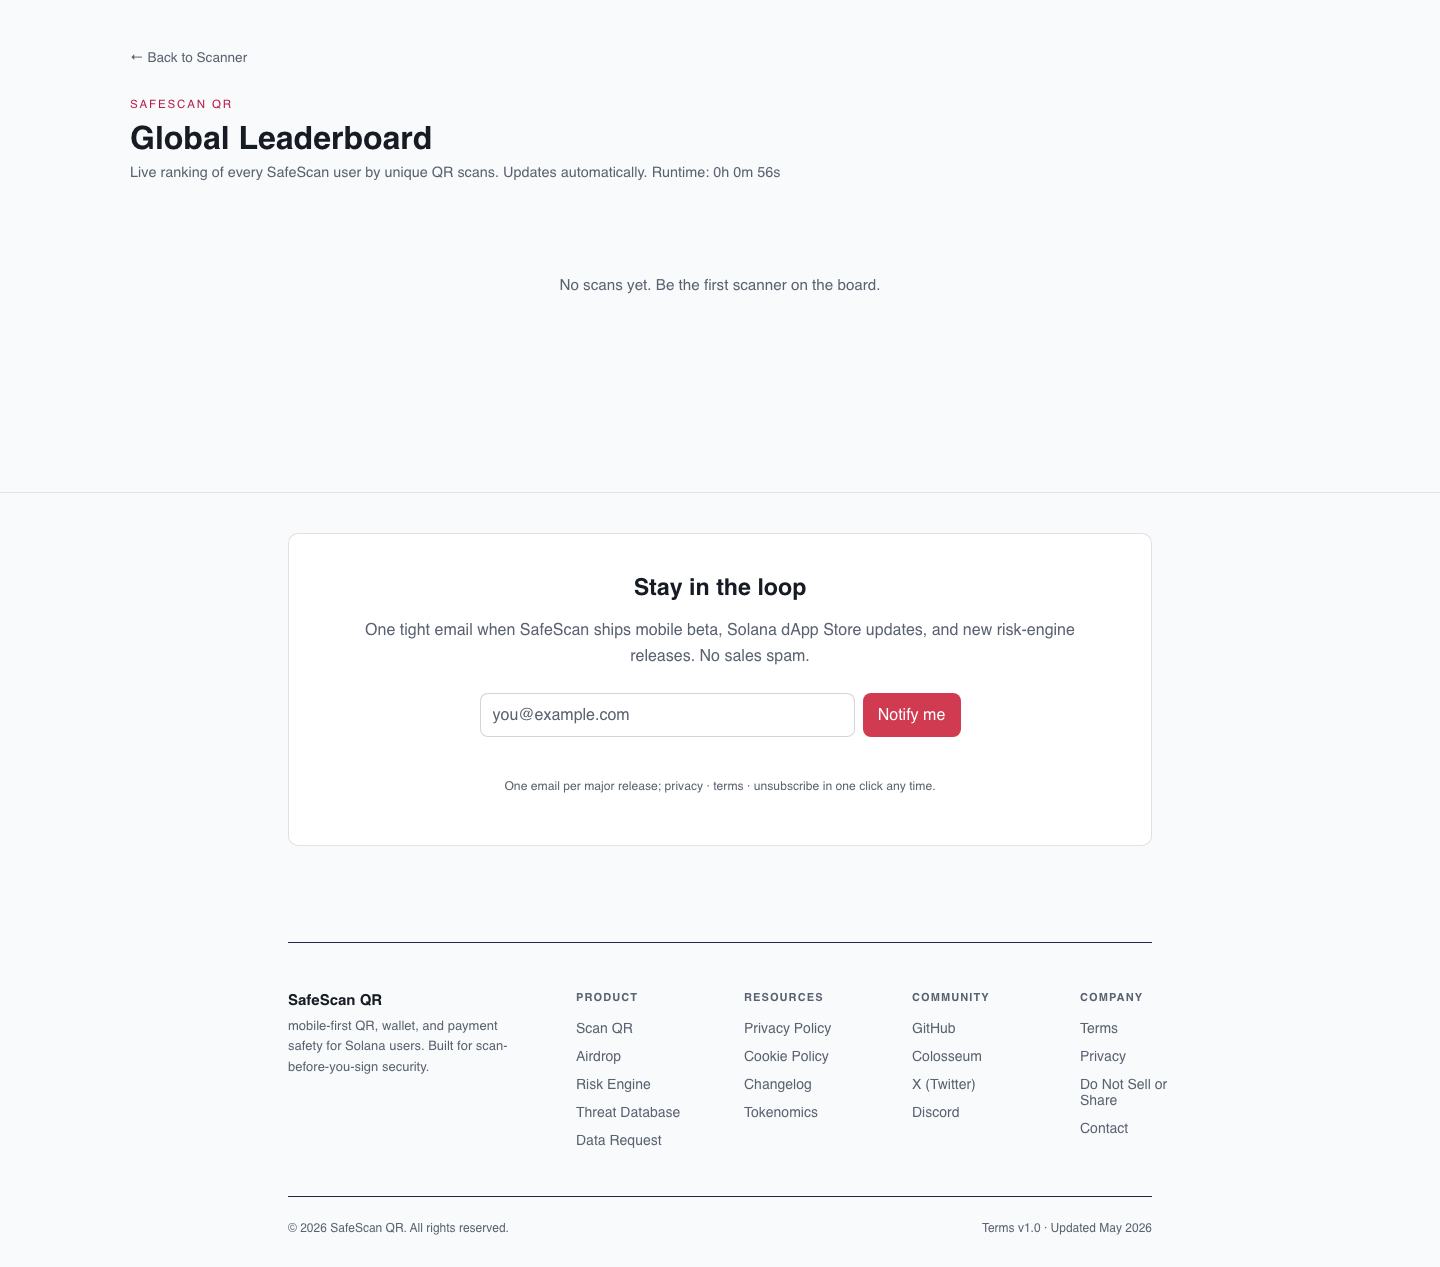 ← Back to Scanner
SAFESCAN QR
Global Leaderboard
Live ranking of every SafeScan user by unique QR scans. Updates automatically. Runtime: 0h 0m 56s
No scans yet. Be the first scanner on the board.
Stay in the loop
One tight email when SafeScan ships mobile beta, Solana dApp Store updates, and new risk-engine
releases. No sales spam.
you@example.com
Notify me
One email per major release; privacy · terms · unsubscribe in one click any time.
SafeScan QR
mobile-first QR, wallet, and payment
safety for Solana users. Built for scan-
before-you-sign security.
PRODUCT
Scan QR
Airdrop
Risk Engine
Threat Database
Data Request
RESOURCES
Privacy Policy
Cookie Policy
Changelog
Tokenomics
COMMUNITY
GitHub
Colosseum
X (Twitter)
Discord
COMPANY
Terms
Privacy
Do Not Sell or
Share
Contact
© 2026 SafeScan QR. All rights reserved.
Terms v1.0 · Updated May 2026